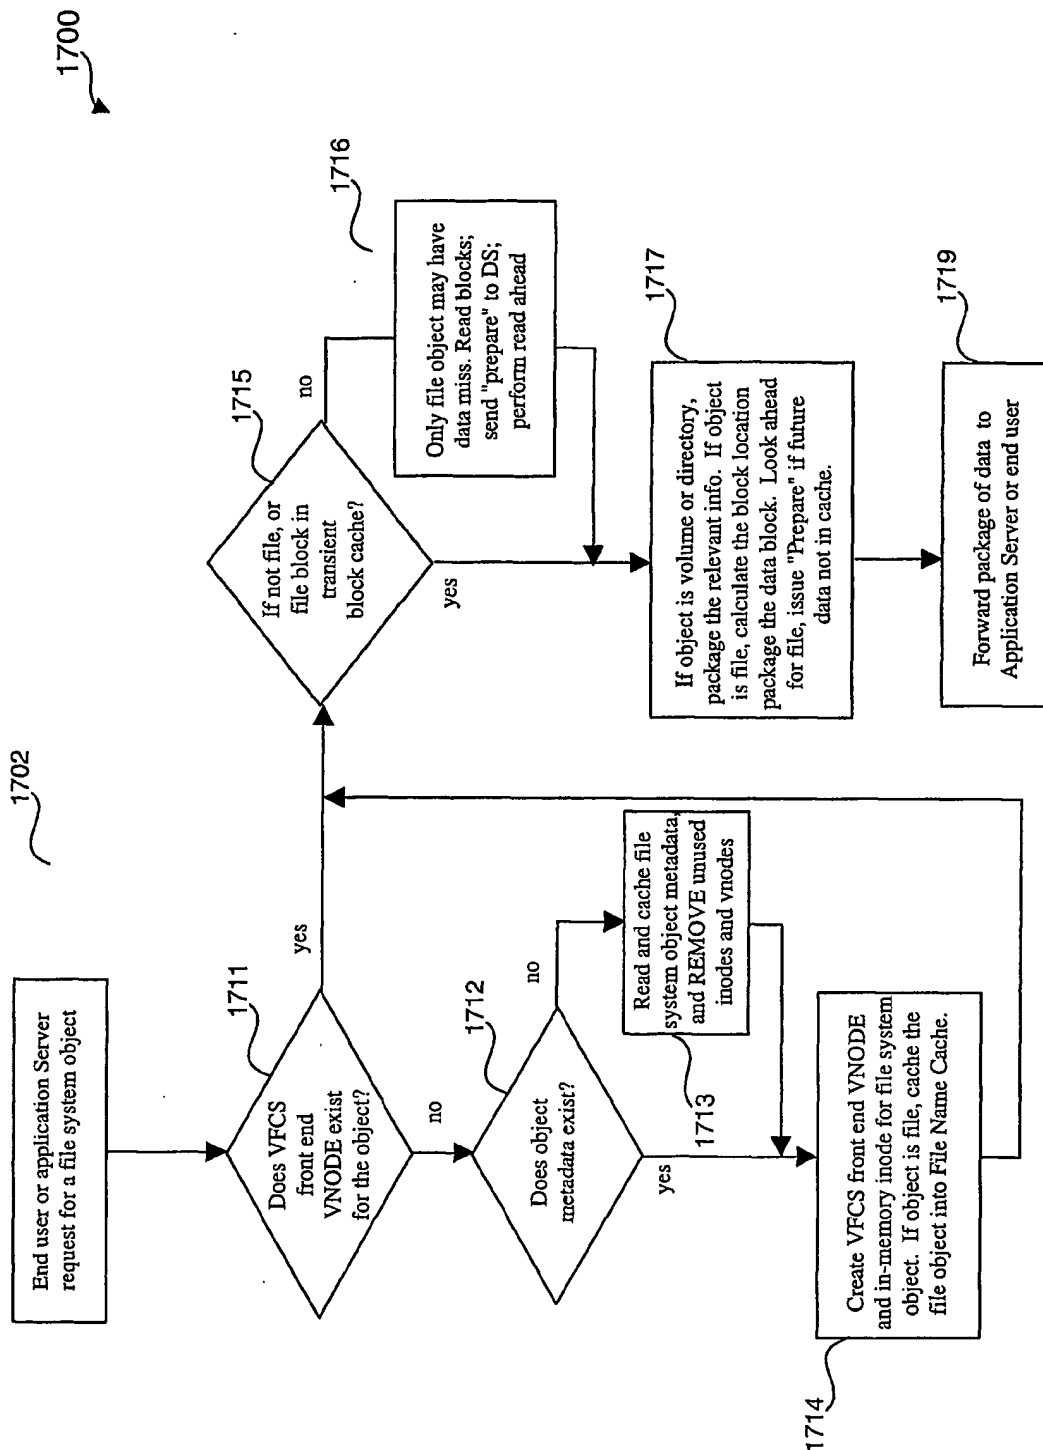 1700
1702
End user or application Server
request for a file system object
1711
Does VFCS
front end
VNODE exist
for the object?
yes
no
1712
Does object
metadata exist?
no
yes
Read and cache file
system object metadata,
and REMOVE unused
inodes and vnodes
1713
Create VFCS front end VNODE
and in-memory inode for file system
object. If object is file, cache the
file object into File Name Cache.
1714
1715
If not file, or
file block in
transient
block cache?
no
yes
1716
Only file object may have
data miss. Read blocks;
send "prepare" to DS;
perform read ahead
1717
If object is volume or directory,
package the relevant info. If object
is file, calculate the block location
package the data block. Look ahead
for file, issue "Prepare" if future
data not in cache.
1719
Forward package of data to
Application Server or end user